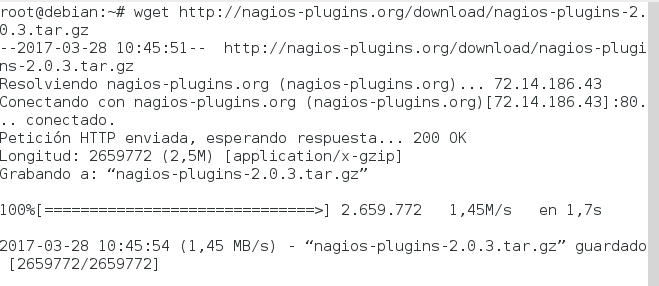 root@debian:~# wget http://nagios-plugins.org/download/nagios-plugins-2.
0.3.tar.gz
--2017-03-28 10:45:51--  http://nagios-plugins.org/download/nagios-plugi
ns-2.0.3.tar.gz
Resolviendo nagios-plugins.org (nagios-plugins.org)... 72.14.186.43
Conectando con nagios-plugins.org (nagios-plugins.org)[72.14.186.43]:80.
.. conectado.
Petición HTTP enviada, esperando respuesta... 200 OK
Longitud: 2659772 (2,5M) [application/x-gzip]
Grabando a: “nagios-plugins-2.0.3.tar.gz”
100%[==============================>] 2.659.772   1,45M/s   en 1,7s
2017-03-28 10:45:54 (1,45 MB/s) - “nagios-plugins-2.0.3.tar.gz” guardado
 [2659772/2659772]